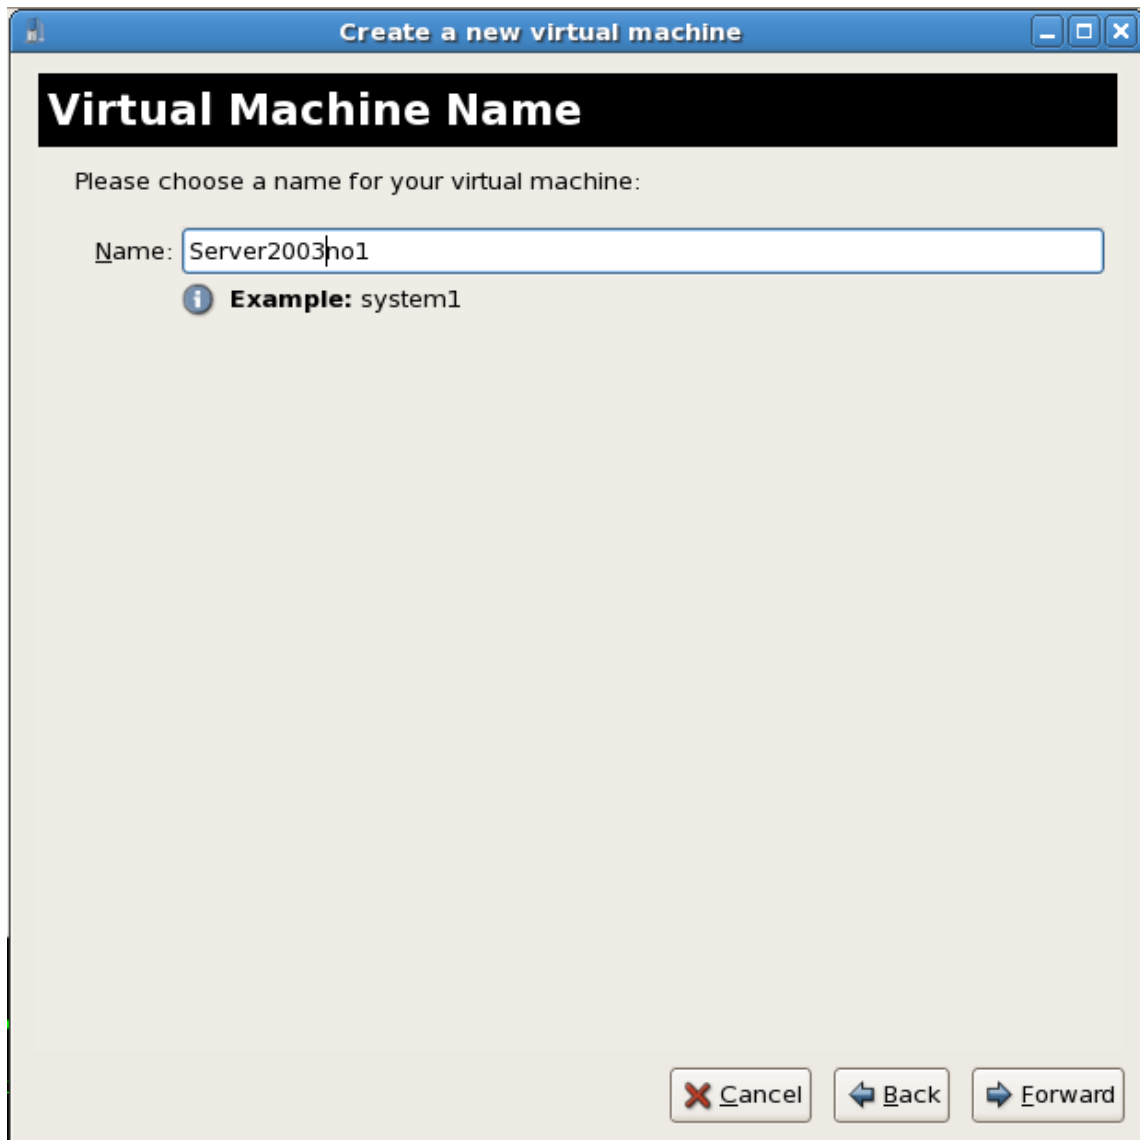 Create a new virtual machine
Virtual Machine Name
Please choose a name for your virtual machine:
Name: Server2003no1
Example: system1
Cancel Back Forward